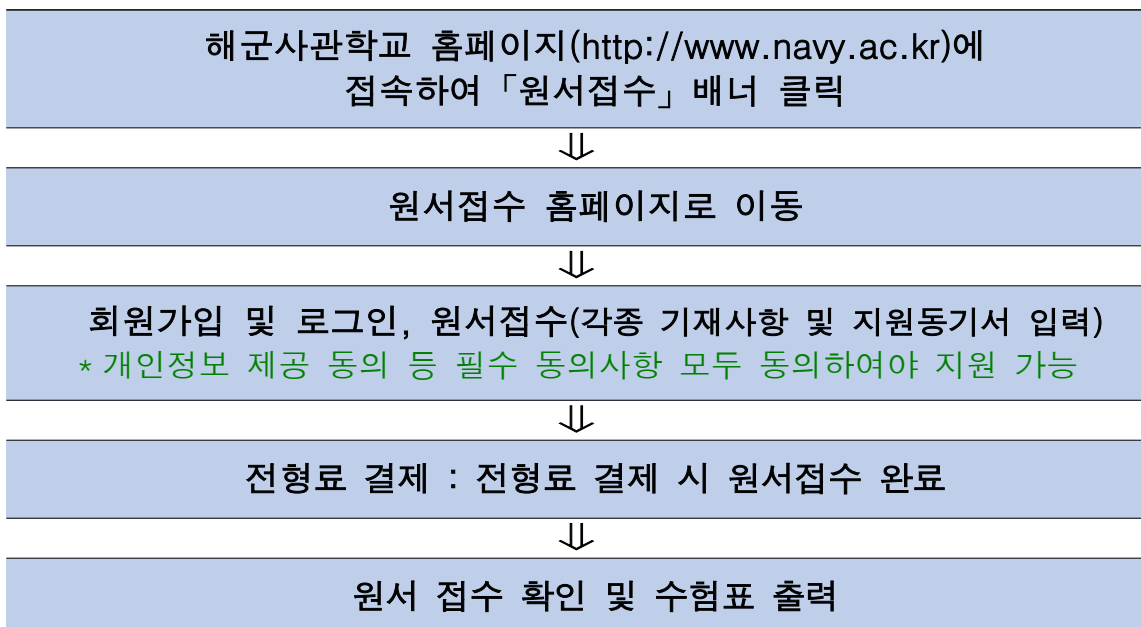 해군사관학교 홈페이지(http://www.navy.ac.kr)에
접속하여「원서접수」배너 클릭
⇓
원서접수 홈페이지로 이동
⇓
회원가입 및 로그인, 원서접수(각종 기재사항 및 지원동기서 입력)
* 개인정보 제공 동의 등 필수 동의사항 모두 동의하여야 지원 가능
⇓
전형료 결제 : 전형료 결제 시 원서접수 완료
⇓
원서 접수 확인 및 수험표 출력